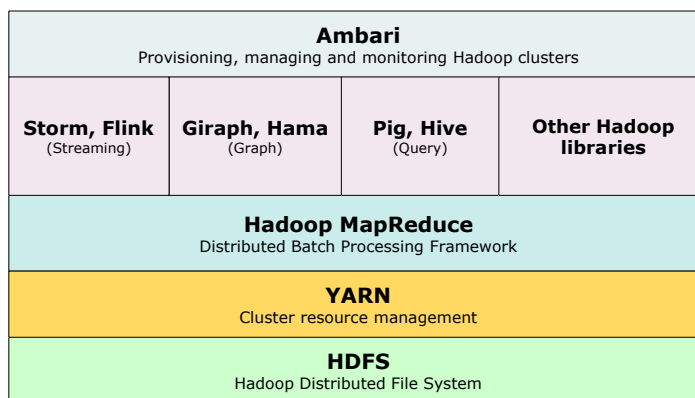 Ambari
Provisioning, managing and monitoring Hadoop clusters
Storm, Flink
(Streaming)
Giraph, Hama
(Graph)
Pig, Hive
(Query)
Other Hadoop
libraries
Hadoop MapReduce
Distributed Batch Processing Framework
YARN
Cluster resource management
HDFS
Hadoop Distributed File System